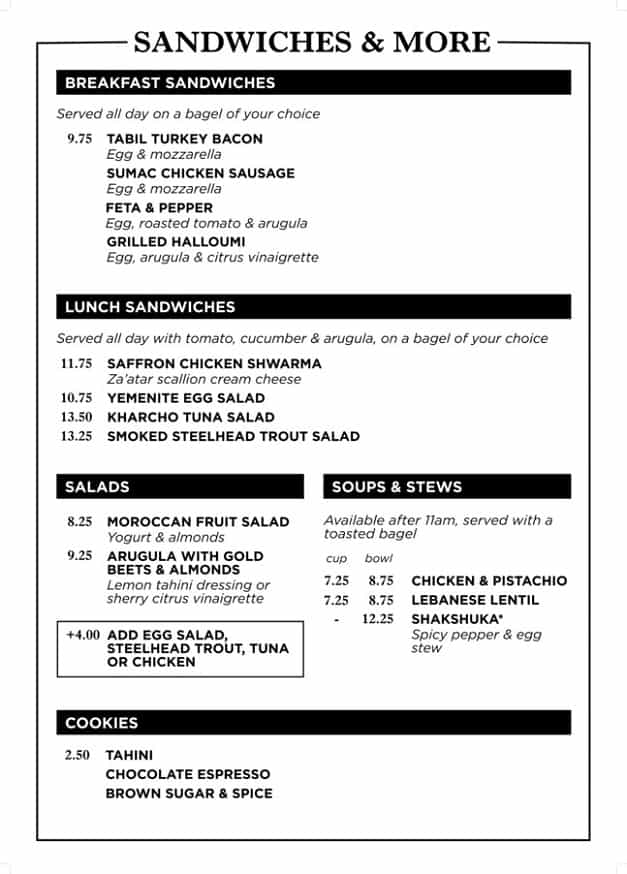 SANDWICHES & MORE
BREAKFAST SANDWICHES
Served all day on a bagel of your choice
9.75 TABIL TURKEY BACON
Egg & mozzarella
SUMAC CHICKEN SAUSAGE
Egg & mozzarella
FETA & PEPPER
Egg, roasted tomato & arugula
GRILLED HALLOUMI
Egg, arugula & citrus vinaigrette
LUNCH SANDWICHES
Served all day with tomato, cucumber & arugula, on a bagel of your choice
11.75 SAFFRON CHICKEN SHWARMA
Za'atar scallion cream cheese
10.75 YEMENITE EGG SALAD
13.50 KHARCHO TUNA SALAD
13.25 SMOKED STEELHEAD TROUT SALAD
SALADS
8.25 MOROCCAN FRUIT SALAD
Yogurt & almonds
9.25 ARUGULA WITH GOLD
BEETS & ALMONDS
Lemon tahini dressing or
sherry citrus vinaigrette
+4.00 ADD EGG SALAD,
STEELHEAD TROUT, TUNA
OR CHICKEN
SOUPS & STEWS
Available after 11am, served with a
toasted bagel
cup bowl
7.25 8.75 CHICKEN & PISTACHIO
7.25 8.75 LEBANESE LENTIL
- 12.25 SHAKSHUKA*
Spicy pepper & egg
stew
COOKIES
2.50 TAHINI
CHOCOLATE ESPRESSO
BROWN SUGAR & SPICE